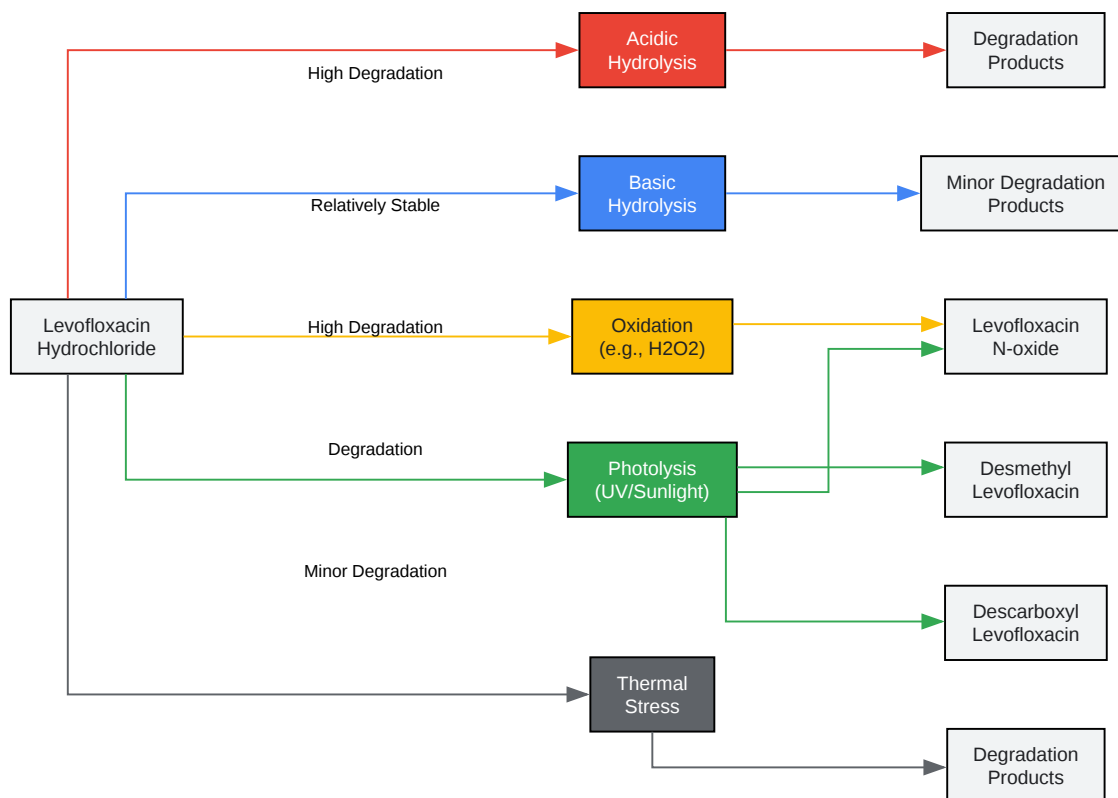 Acidic
Hydrolysis
Degradation
Products
High Degradation
Basic
Hydrolysis
Minor Degradation
Products
Relatively Stable
Levofloxacin
Hydrochloride
High Degradation
Oxidation
(e.g., H2O2)
Levofloxacin
N-oxide
Degradation
Photolysis
(UV/Sunlight)
Desmethyl
Levofloxacin
Minor Degradation
Descarboxyl
Levofloxacin
Thermal
Stress
Degradation
Products